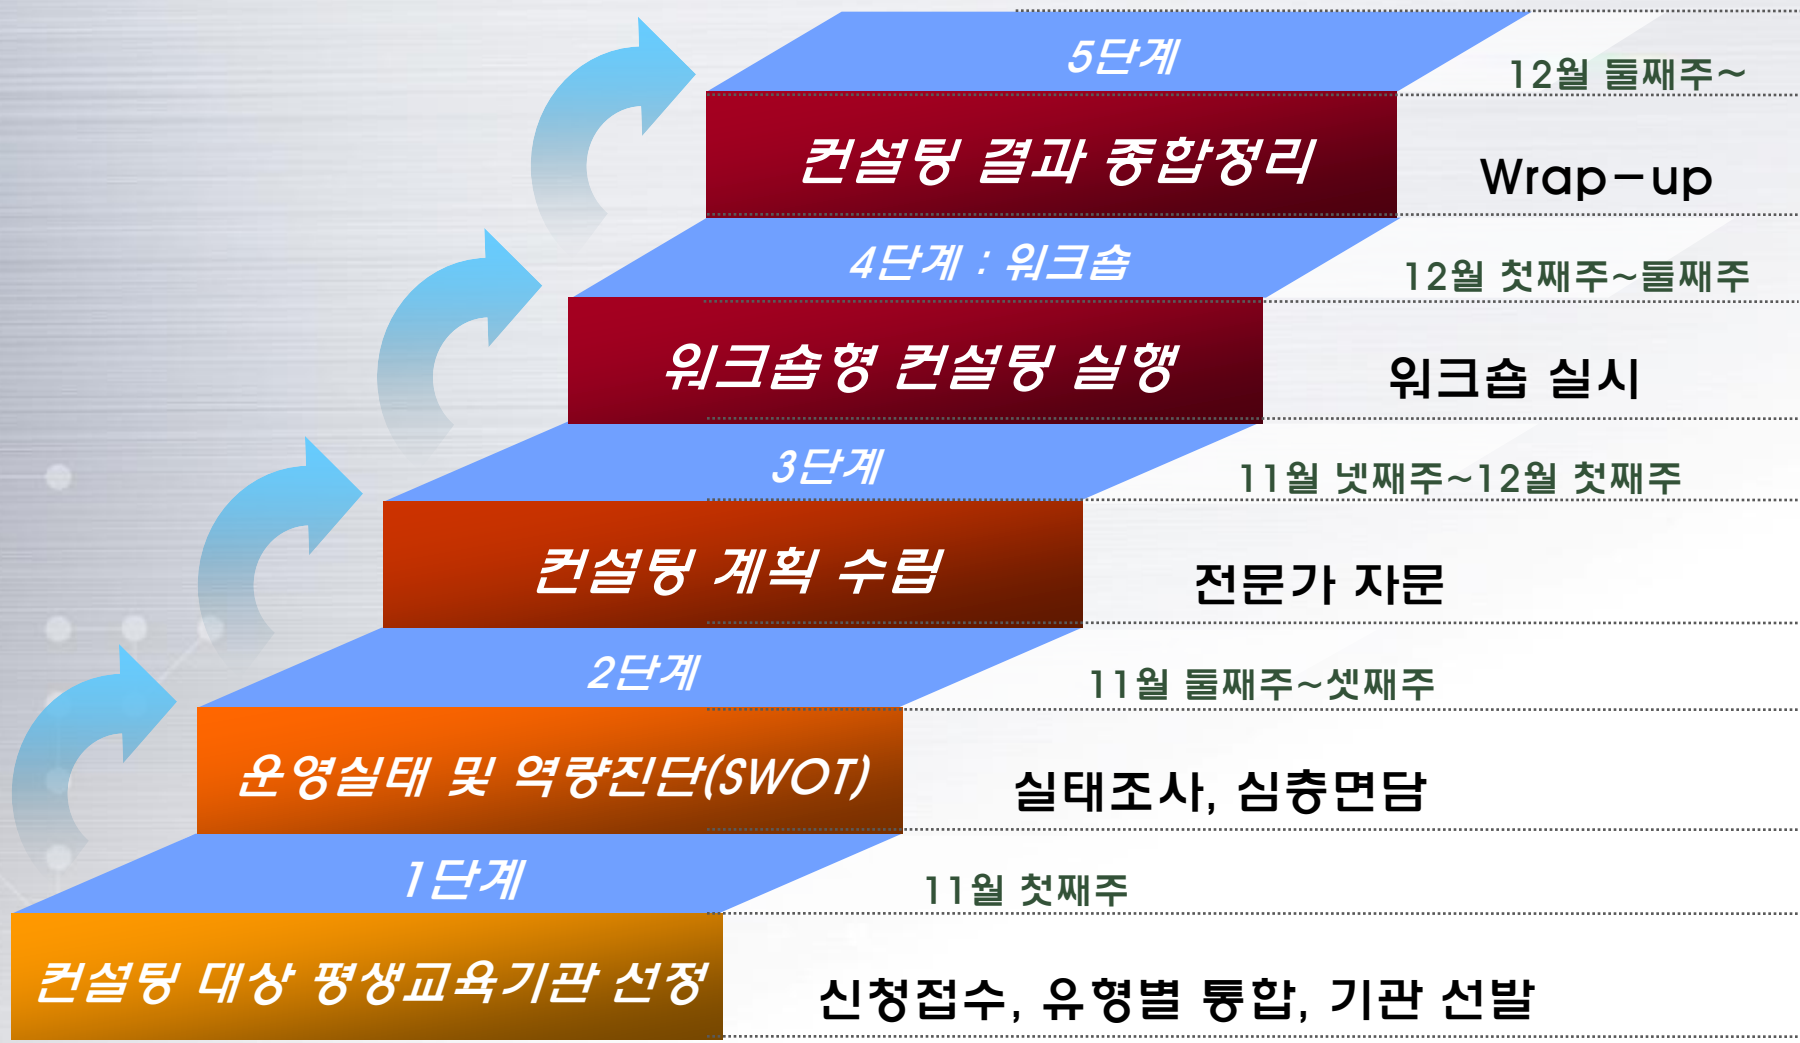 5단계
12월 둘째주~
컨설팅 결과 종합정리
Wrap-up
4단계 : 워크숍
12월 첫째주~둘째주
워크숍형 컨설팅 실행
워크숍 실시
3단계
11월 넷째주~12월 첫째주
컨설팅 계획 수립
전문가 자문
2단계
11월 둘째주~셋째주
운영실태 및 역량진단(SWOT)
실태조사, 심층면담
1단계
11월 첫째주
컨설팅 대상 평생교육기관 선정
신청접수, 유형별 통합, 기관 선발